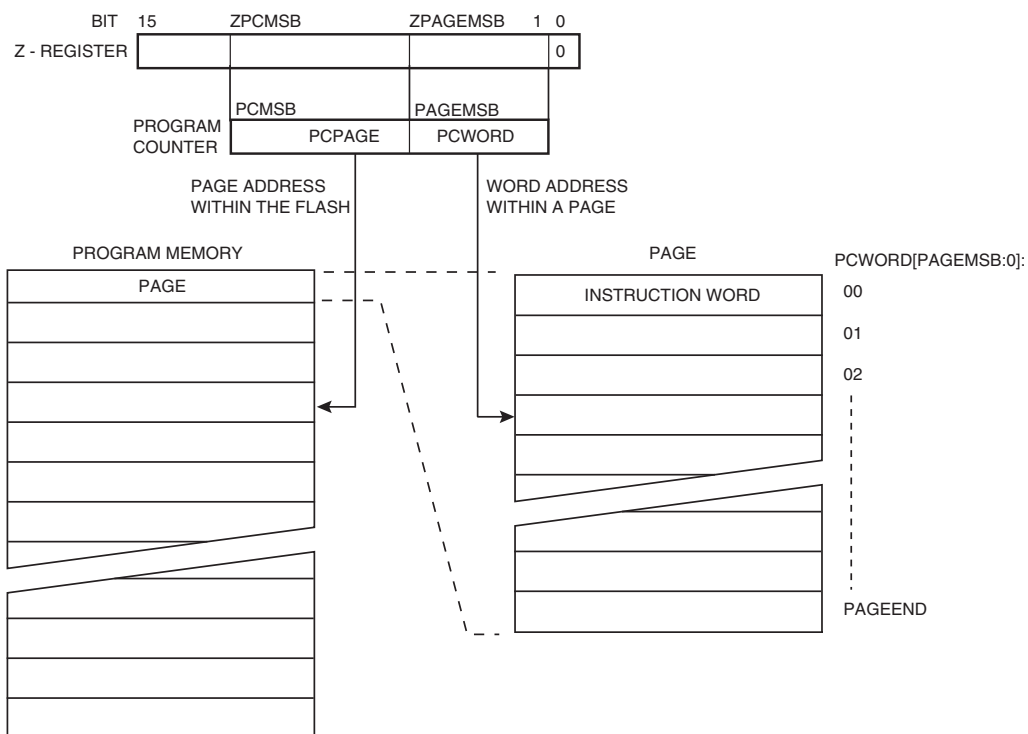 BIT 15 ZPCMSB ZPAGEMSB 1 0
Z - REGISTER 0
PCMSB PAGEMSB
PROGRAM
COUNTER
PCPAGE PCWORD
PAGE ADDRESS
WITHIN THE FLASH
WORD ADDRESS
WITHIN A PAGE
PROGRAM MEMORY
PAGE
PAGE
PCWORD[PAGEMSB:0]:
INSTRUCTION WORD
00
01
02
PAGEEND